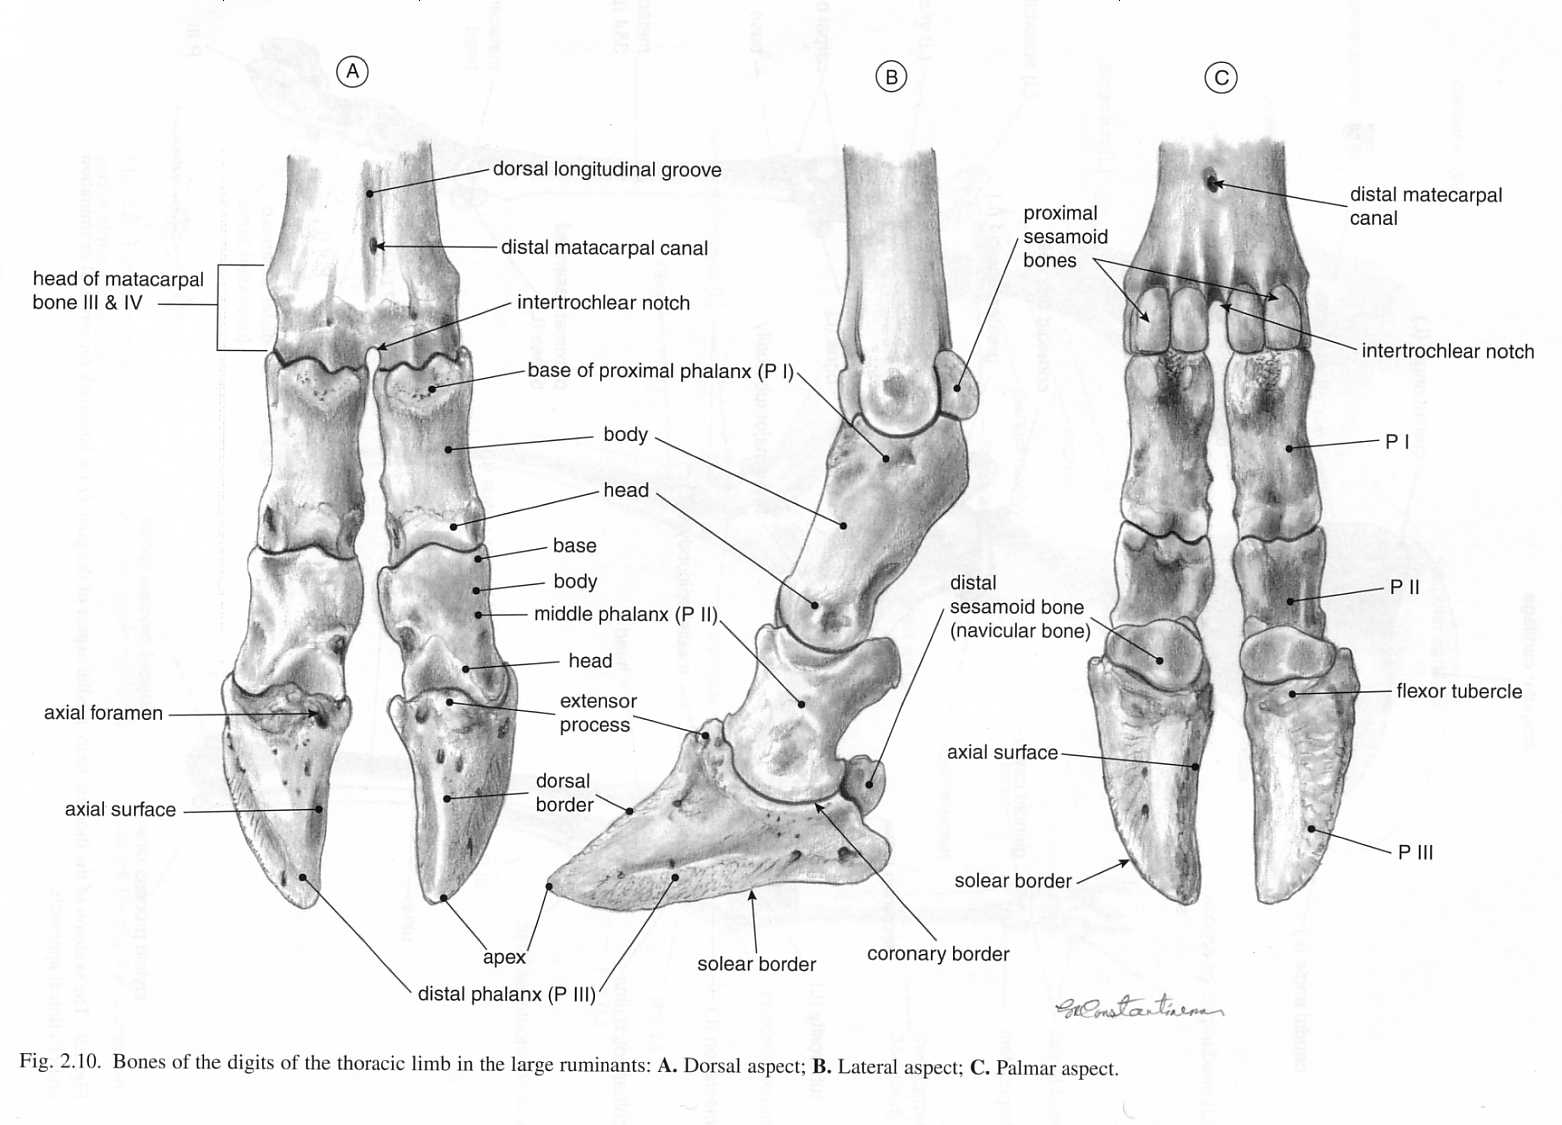 A
B
C
dorsal longitudinal groove
distal matacarpal canal
head of matacarpal
bone III & IV
intertrochlear notch
base of proximal phalanx (P I)
body
head
base
body
middle phalanx (P II)
head
extensor
process
axial foramen
dorsal
border
axial surface
apex
distal phalanx (P III)
proximal
sesamoid
bones
distal
sesamoid bone
(navicular bone)
solear border
coronary border
distal matecarpal
canal
intertrochlear notch
P I
P II
flexor tubercle
axial surface
P III
solear border
Fig. 2.10. Bones of the digits of the thoracic limb in the large ruminants: A. Dorsal aspect; B. Lateral aspect; C. Palmar aspect.